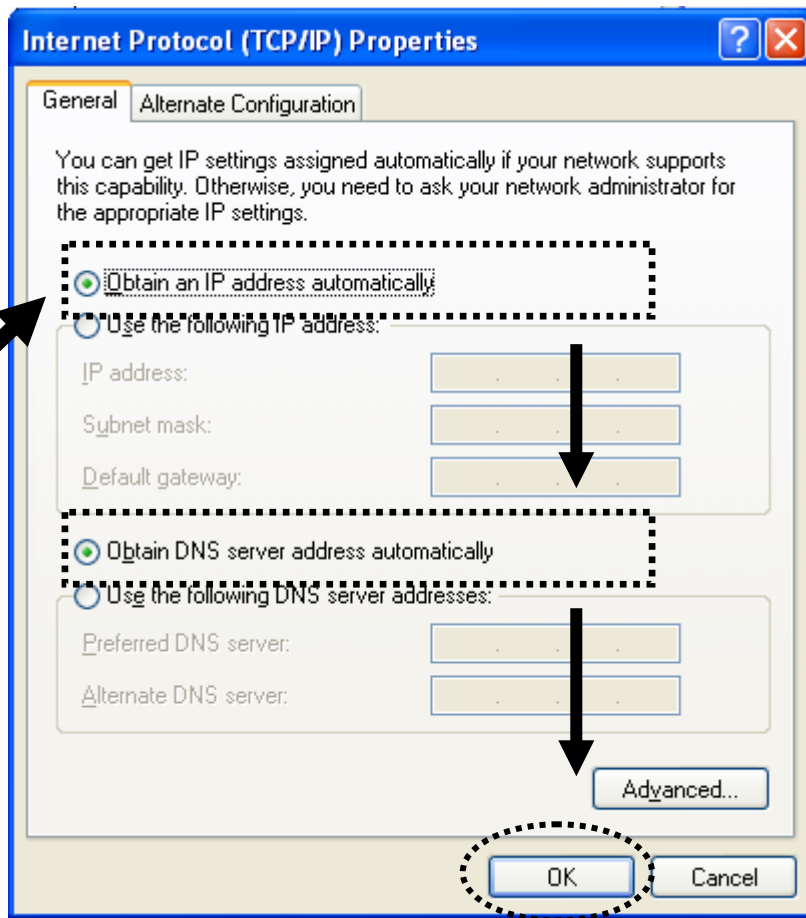 Internet Protocol (TCP/IP) Properties
General
Alternate Configuration
You can get IP settings assigned automatically if your network supports
this capability. Otherwise, you need to ask your network administrator for
the appropriate IP settings.
Obtain an IP address automatically
Use the following IP address:
IP address:
Subnet mask:
Default gateway:
Obtain DNS server address automatically
Use the following DNS server addresses:
Preferred DNS server:
Alternate DNS server:
Advanced...
OK
Cancel